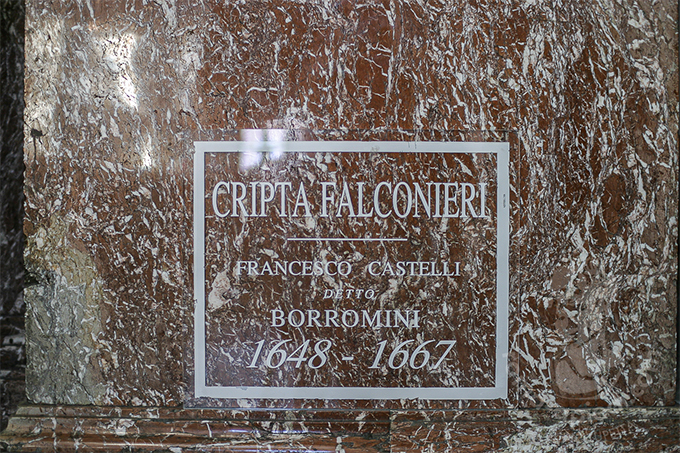 CRIPTA FALCONIERI
FRANCESCO CASTELLI
DETTO
BORROMINI
1648 - 1667